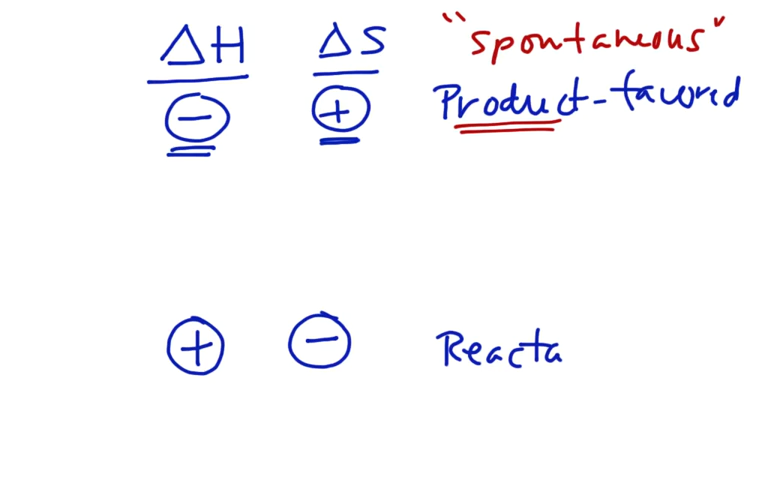 ΔH ΔS "spontaneous"
− + Product-favored
+ − Reacta